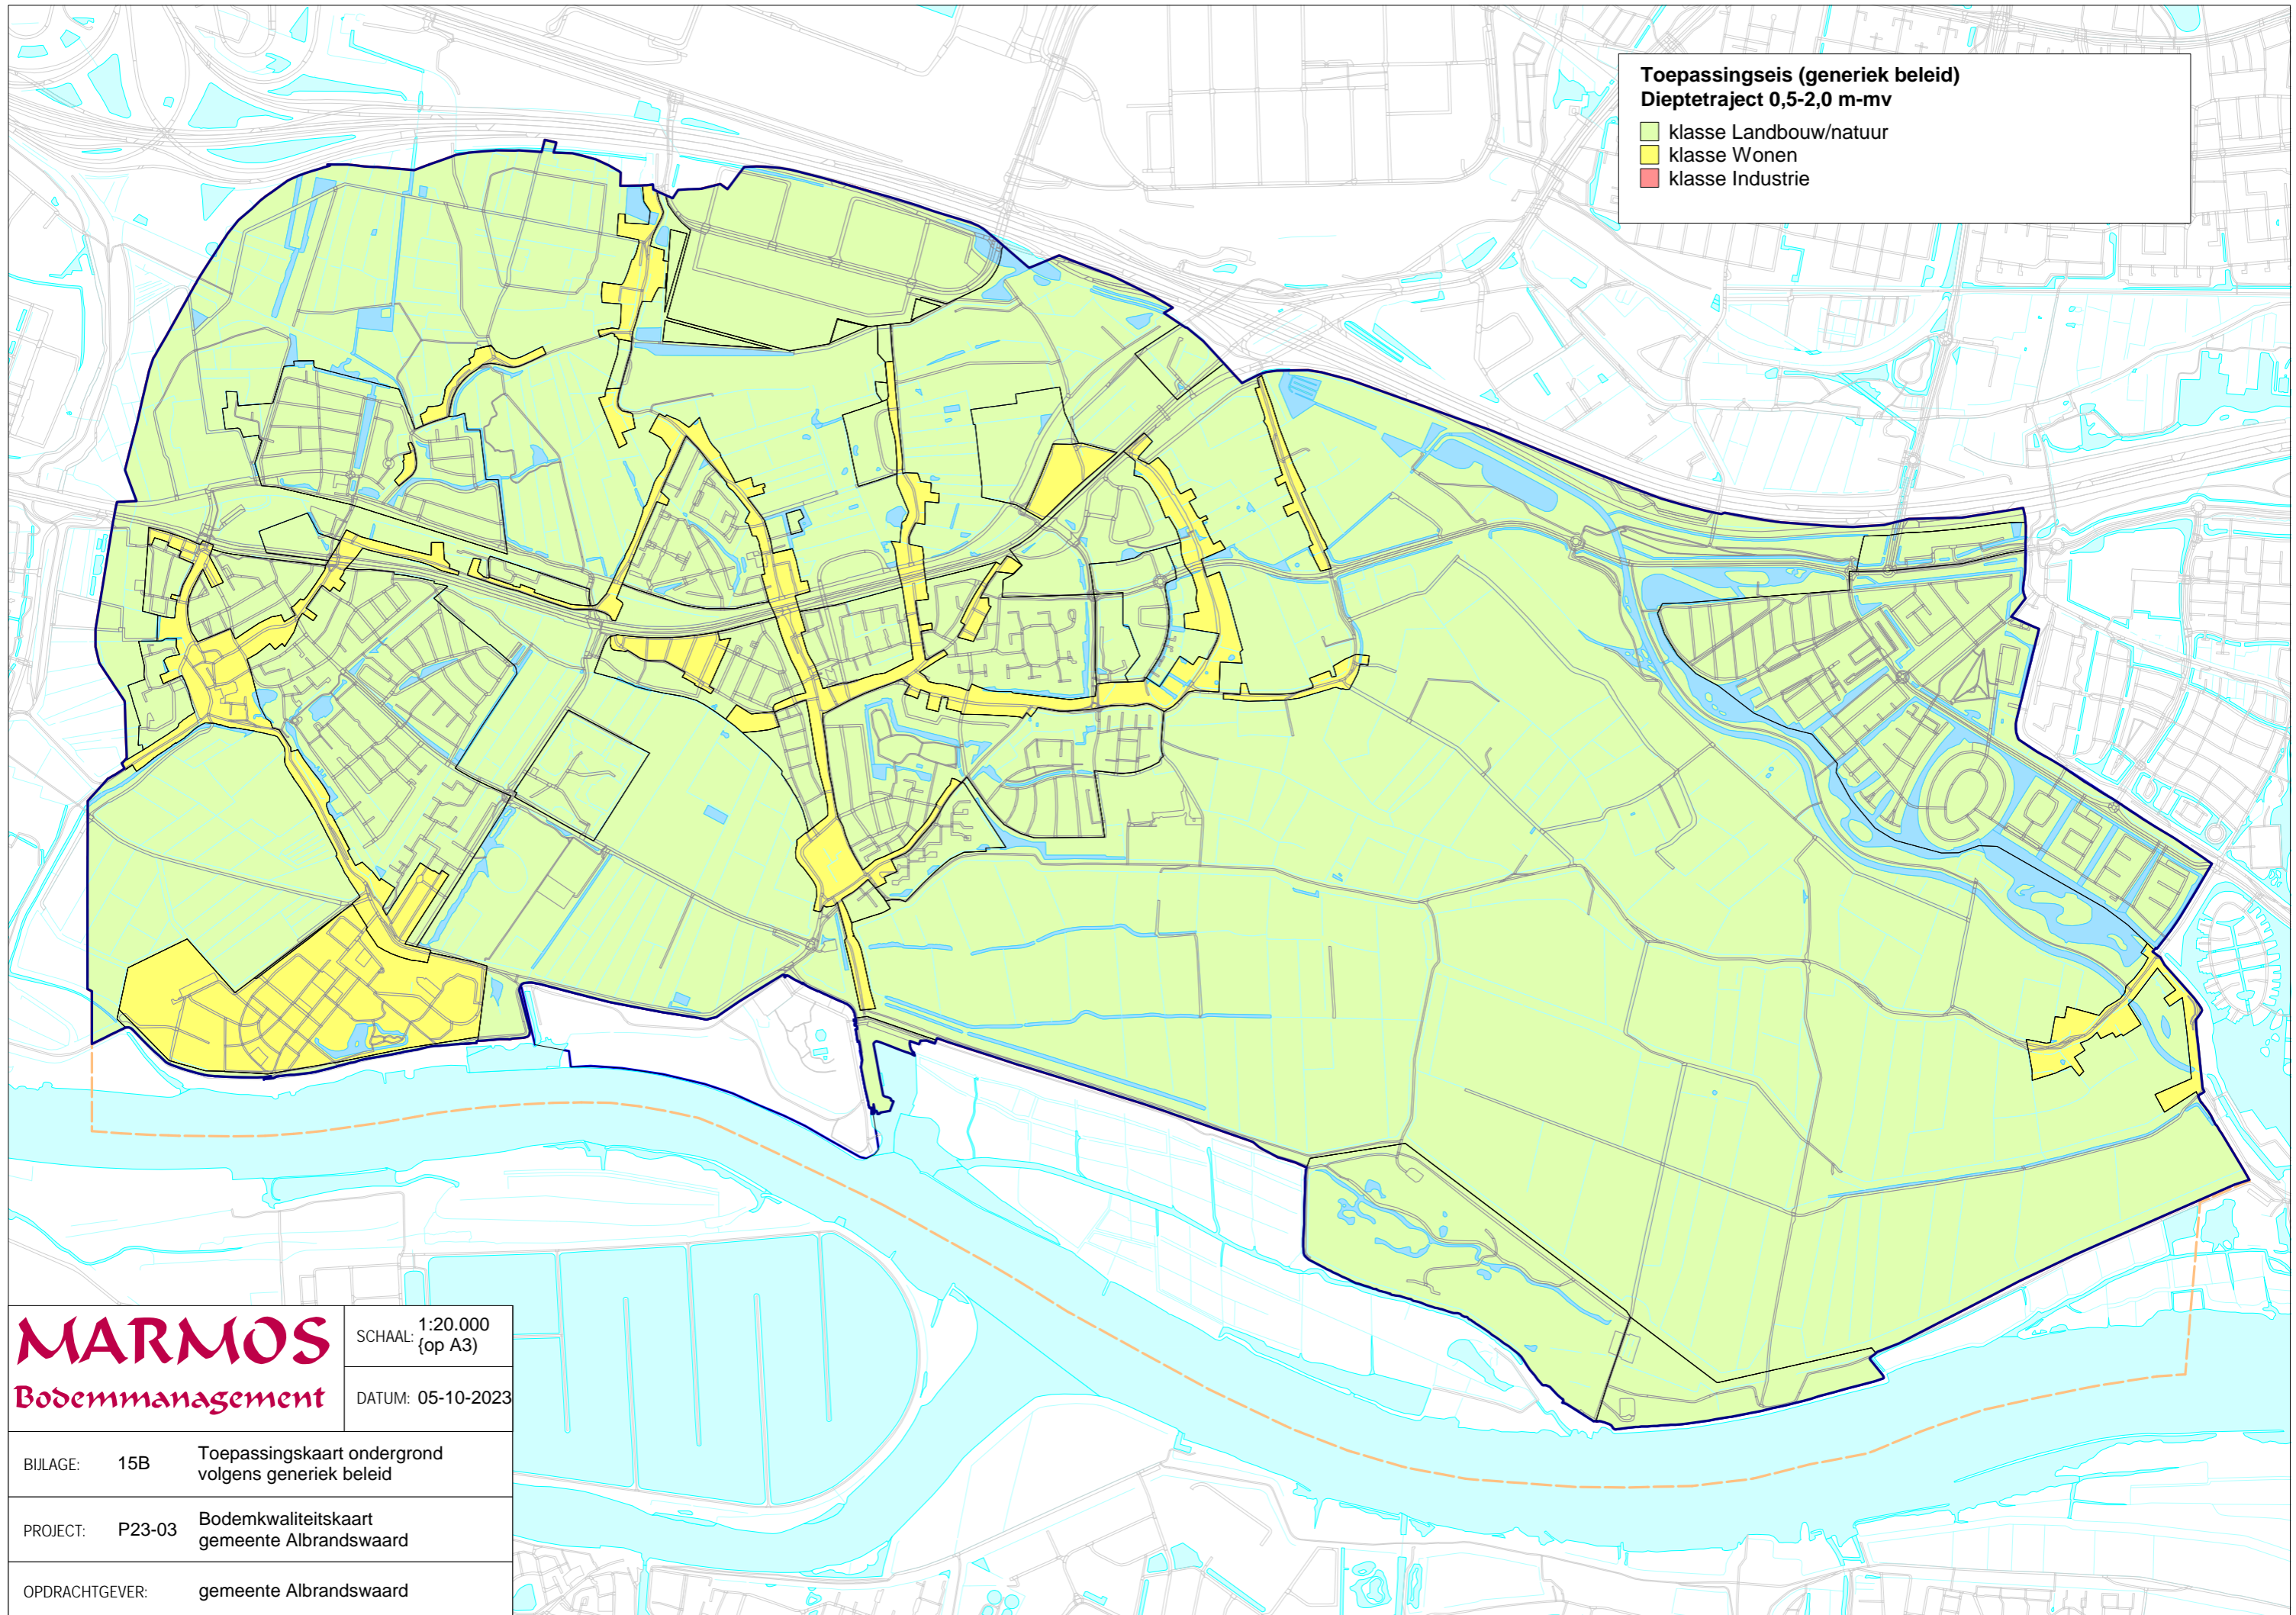 Toepassingseis (generiek beleid)
Dieptetraject 0,5-2,0 m-mv
klasse Landbouw/natuur
klasse Wonen
klasse Industrie
MARMOS
Bodemmanagement
SCHAAL: 1:20.000
{op A3)
DATUM: 05-10-2023
BIJLAGE: 15B Toepassingskaart ondergrond
volgens generiek beleid
PROJECT: P23-03 Bodemkwaliteitskaart
gemeente Albrandswaard
OPDRACHTGEVER: gemeente Albrandswaard